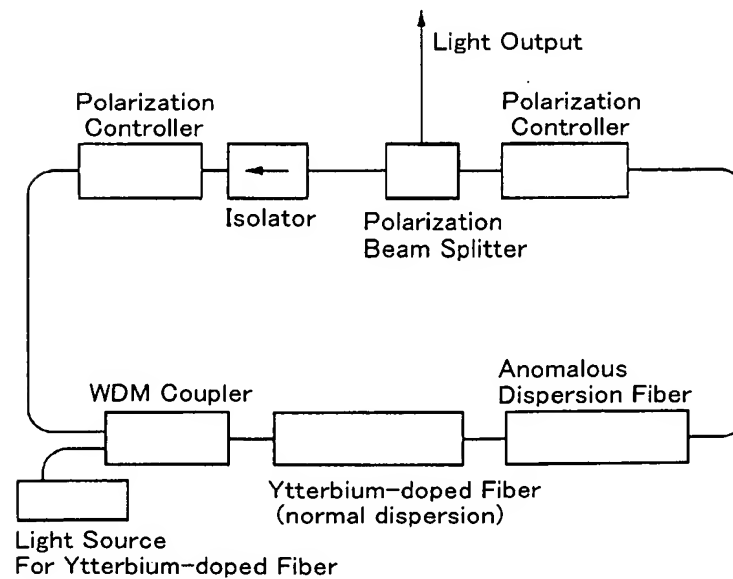 Light Output
Polarization
Controller
Polarization
Controller
Isolator
Polarization
Beam Splitter
WDM Coupler
Anomalous
Dispersion Fiber
Ytterbium-doped Fiber
(normal dispersion)
Light Source
For Ytterbium-doped Fiber